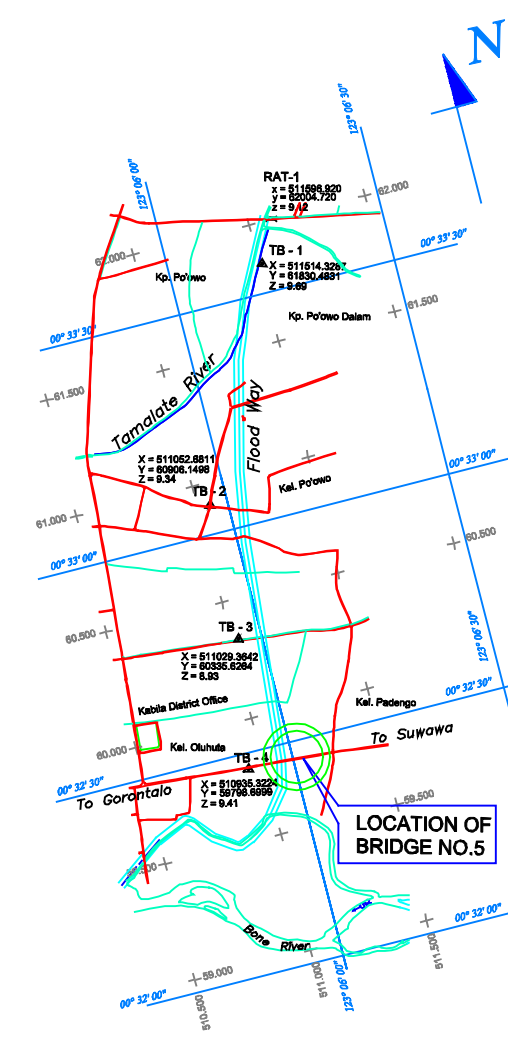 N
123° 06' 30"
123° 06' 00"
RAT-1
x = 511598.920
y = 62004.720
z = 9.12
62.000
00° 33' 30"
62.000
TB - 1
X = 511514.3287
Y = 61830.4831
Z = 9.69
Kp. Po'owo
Kp. Po'owo Dalam
61.500
00° 33' 30"
61.500
Tamalate River
Flood Way
X = 511052.6811
Y = 60906.1498
Z = 9.34
TB - 2
Kel. Po'owo
00° 33' 00"
61.000
60.500
00° 33' 00"
60.500
TB - 3
X = 511029.3642
Y = 60335.6264
Z = 8.93
123° 06' 30"
00° 32' 30"
Kabila District Office
Kel. Padengo
To Suwawa
60.000
Kel. Oluhuta
TB - 4
00° 32' 30"
To Gorontalo
X = 510935.3224
Y = 59798.6999
Z = 9.41
59.500
LOCATION OF
BRIDGE NO.5
.500
00° 32' 00"
Bone River
511.500
59.000
511.000
123° 06' 00"
00° 32' 00"
510.500